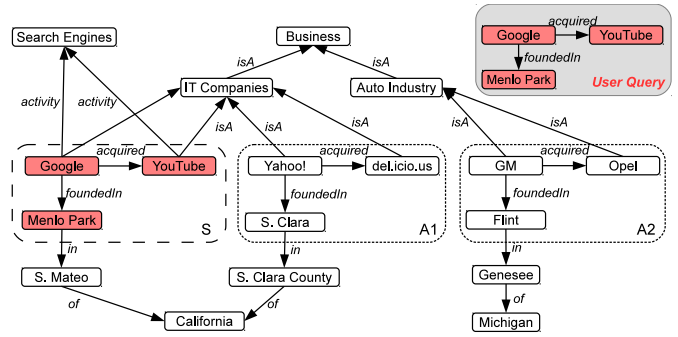 Google
acquired
YouTube
foundedIn
Menlo Park
User Query
Search Engines
Business
isA
isA
IT Companies
Auto Industry
activity
activity
isA
isA
isA
isA
isA
Google
acquired
YouTube
Yahoo!
acquired
del.icio.us
GM
acquired
Opel
foundedIn
foundedIn
foundedIn
Menlo Park
S
S. Clara
A1
Flint
A2
in
in
in
S. Mateo
S. Clara County
Genesee
of
of
of
California
Michigan